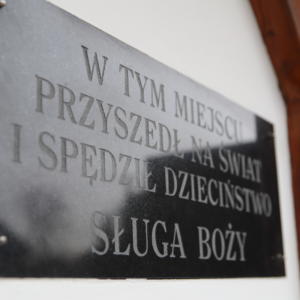 W TYM MIEJSCU
PRZYSZEDŁ NA ŚWIAT
I SPĘDZIŁ DZIECIŃSTWO
SŁUGA BOŻY